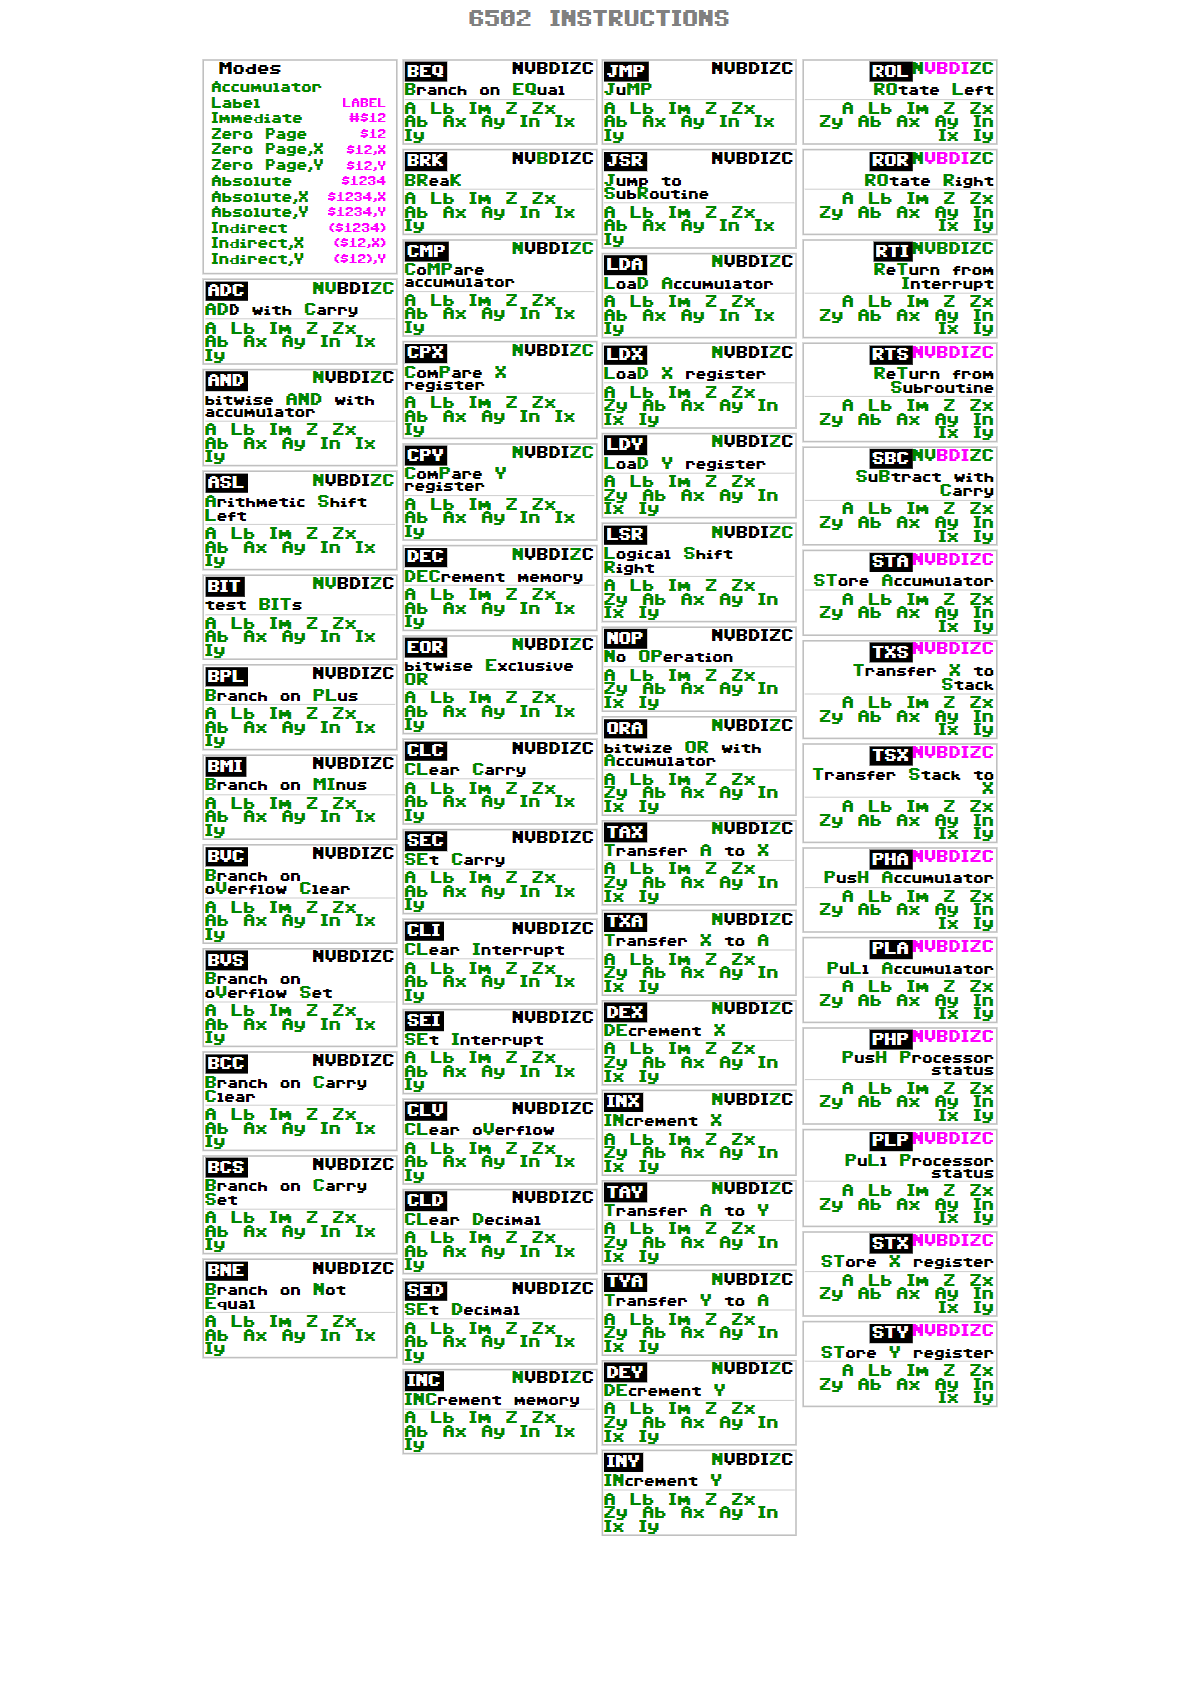 6502 INSTRUCTIONS
Modes
Accumulator
Label LABEL
Immediate #$12
Zero Page $12
Zero Page,X $12,X
Zero Page,Y $12,Y
Absolute $1234
Absolute,X $1234,X
Absolute,Y $1234,Y
Indirect ($1234)
Indirect,X ($12,X)
Indirect,Y ($12),Y
ADC NVBDIZC
ADD with Carry
A Lb Im Z Zx
Ab Ax Ay In Ix
Iy
AND NVBDIZC
bitwise AND with
accumulator
A Lb Im Z Zx
Ab Ax Ay In Ix
Iy
ASL NVBDIZC
Arithmetic Shift
Left
A Lb Im Z Zx
Ab Ax Ay In Ix
Iy
BIT NVBDIZC
test BITs
A Lb Im Z Zx
Ab Ax Ay In Ix
Iy
BPL NVBDIZC
Branch on PLus
A Lb Im Z Zx
Ab Ax Ay In Ix
Iy
BMI NVBDIZC
Branch on MInus
A Lb Im Z Zx
Ab Ax Ay In Ix
Iy
BVC NVBDIZC
Branch on
oVerflow Clear
A Lb Im Z Zx
Ab Ax Ay In Ix
Iy
BVS NVBDIZC
Branch on
oVerflow Set
A Lb Im Z Zx
Ab Ax Ay In Ix
Iy
BCC NVBDIZC
Branch on Carry
Clear
A Lb Im Z Zx
Ab Ax Ay In Ix
Iy
BCS NVBDIZC
Branch on Carry
Set
A Lb Im Z Zx
Ab Ax Ay In Ix
Iy
BNE NVBDIZC
Branch on Not
Equal
A Lb Im Z Zx
Ab Ax Ay In Ix
Iy
BEQ NVBDIZC
Branch on EQual
A Lb Im Z Zx
Ab Ax Ay In Ix
Iy
BRK NVBDIZC
BReaK
A Lb Im Z Zx
Ab Ax Ay In Ix
Iy
CMP NVBDIZC
CoMPare
accumulator
A Lb Im Z Zx
Ab Ax Ay In Ix
Iy
CPX NVBDIZC
ComPare X
register
A Lb Im Z Zx
Ab Ax Ay In Ix
Iy
CPY NVBDIZC
ComPare Y
register
A Lb Im Z Zx
Ab Ax Ay In Ix
Iy
DEC NVBDIZC
DECrement memory
A Lb Im Z Zx
Ab Ax Ay In Ix
Iy
EOR NVBDIZC
bitwise Exclusive
OR
A Lb Im Z Zx
Ab Ax Ay In Ix
Iy
CLC NVBDIZC
CLear Carry
A Lb Im Z Zx
Ab Ax Ay In Ix
Iy
SEC NVBDIZC
SEt Carry
A Lb Im Z Zx
Ab Ax Ay In Ix
Iy
CLI NVBDIZC
CLear Interrupt
A Lb Im Z Zx
Ab Ax Ay In Ix
Iy
SEI NVBDIZC
SEt Interrupt
A Lb Im Z Zx
Ab Ax Ay In Ix
Iy
CLV NVBDIZC
CLear oVerflow
A Lb Im Z Zx
Ab Ax Ay In Ix
Iy
CLD NVBDIZC
CLear Decimal
A Lb Im Z Zx
Ab Ax Ay In Ix
Iy
SED NVBDIZC
SEt Decimal
A Lb Im Z Zx
Ab Ax Ay In Ix
Iy
INC NVBDIZC
INCrement memory
A Lb Im Z Zx
Ab Ax Ay In Ix
Iy
JMP NVBDIZC
JuMP
A Lb Im Z Zx
Ab Ax Ay In Ix
Iy
JSR NVBDIZC
Jump to
SubRoutine
A Lb Im Z Zx
Ab Ax Ay In Ix
Iy
LDA NVBDIZC
LoaD Accumulator
A Lb Im Z Zx
Ab Ax Ay In Ix
Iy
LDX NVBDIZC
LoaD X register
A Lb Im Z Zx
Zy Ab Ax Ay In
Ix Iy
LDY NVBDIZC
LoaD Y register
A Lb Im Z Zx
Zy Ab Ax Ay In
Ix Iy
LSR NVBDIZC
Logical Shift
Right
A Lb Im Z Zx
Zy Ab Ax Ay In
Ix Iy
NOP NVBDIZC
No OPeration
A Lb Im Z Zx
Zy Ab Ax Ay In
Ix Iy
ORA NVBDIZC
bitwize OR with
Accumulator
A Lb Im Z Zx
Zy Ab Ax Ay In
Ix Iy
TAX NVBDIZC
Transfer A to X
A Lb Im Z Zx
Zy Ab Ax Ay In
Ix Iy
TXA NVBDIZC
Transfer X to A
A Lb Im Z Zx
Zy Ab Ax Ay In
Ix Iy
DEX NVBDIZC
DEcrement X
A Lb Im Z Zx
Zy Ab Ax Ay In
Ix Iy
INX NVBDIZC
INcrement X
A Lb Im Z Zx
Zy Ab Ax Ay In
Ix Iy
TAY NVBDIZC
Transfer A to Y
A Lb Im Z Zx
Zy Ab Ax Ay In
Ix Iy
TYA NVBDIZC
Transfer Y to A
A Lb Im Z Zx
Zy Ab Ax Ay In
Ix Iy
DEY NVBDIZC
DEcrement Y
A Lb Im Z Zx
Zy Ab Ax Ay In
Ix Iy
INY NVBDIZC
INcrement Y
A Lb Im Z Zx
Zy Ab Ax Ay In
Ix Iy
ROL NVBDIZC
ROtate Left
A Lb Im Z Zx
Zy Ab Ax Ay In
Ix Iy
ROR NVBDIZC
ROtate Right
A Lb Im Z Zx
Zy Ab Ax Ay In
Ix Iy
RTI NVBDIZC
ReTurn from
Interrupt
A Lb Im Z Zx
Zy Ab Ax Ay In
Ix Iy
RTS NVBDIZC
ReTurn from
Subroutine
A Lb Im Z Zx
Zy Ab Ax Ay In
Ix Iy
SBC NVBDIZC
SuBtract with
Carry
A Lb Im Z Zx
Zy Ab Ax Ay In
Ix Iy
STA NVBDIZC
STore Accumulator
A Lb Im Z Zx
Zy Ab Ax Ay In
Ix Iy
TXS NVBDIZC
Transfer X to
Stack
A Lb Im Z Zx
Zy Ab Ax Ay In
Ix Iy
TSX NVBDIZC
Transfer Stack to
X
A Lb Im Z Zx
Zy Ab Ax Ay In
Ix Iy
PHA NVBDIZC
PusH Accumulator
A Lb Im Z Zx
Zy Ab Ax Ay In
Ix Iy
PLA NVBDIZC
PuLl Accumulator
A Lb Im Z Zx
Zy Ab Ax Ay In
Ix Iy
PHP NVBDIZC
PusH Processor
status
A Lb Im Z Zx
Zy Ab Ax Ay In
Ix Iy
PLP NVBDIZC
PuLl Processor
status
A Lb Im Z Zx
Zy Ab Ax Ay In
Ix Iy
STX NVBDIZC
STore X register
A Lb Im Z Zx
Zy Ab Ax Ay In
Ix Iy
STY NVBDIZC
STore Y register
A Lb Im Z Zx
Zy Ab Ax Ay In
Ix Iy